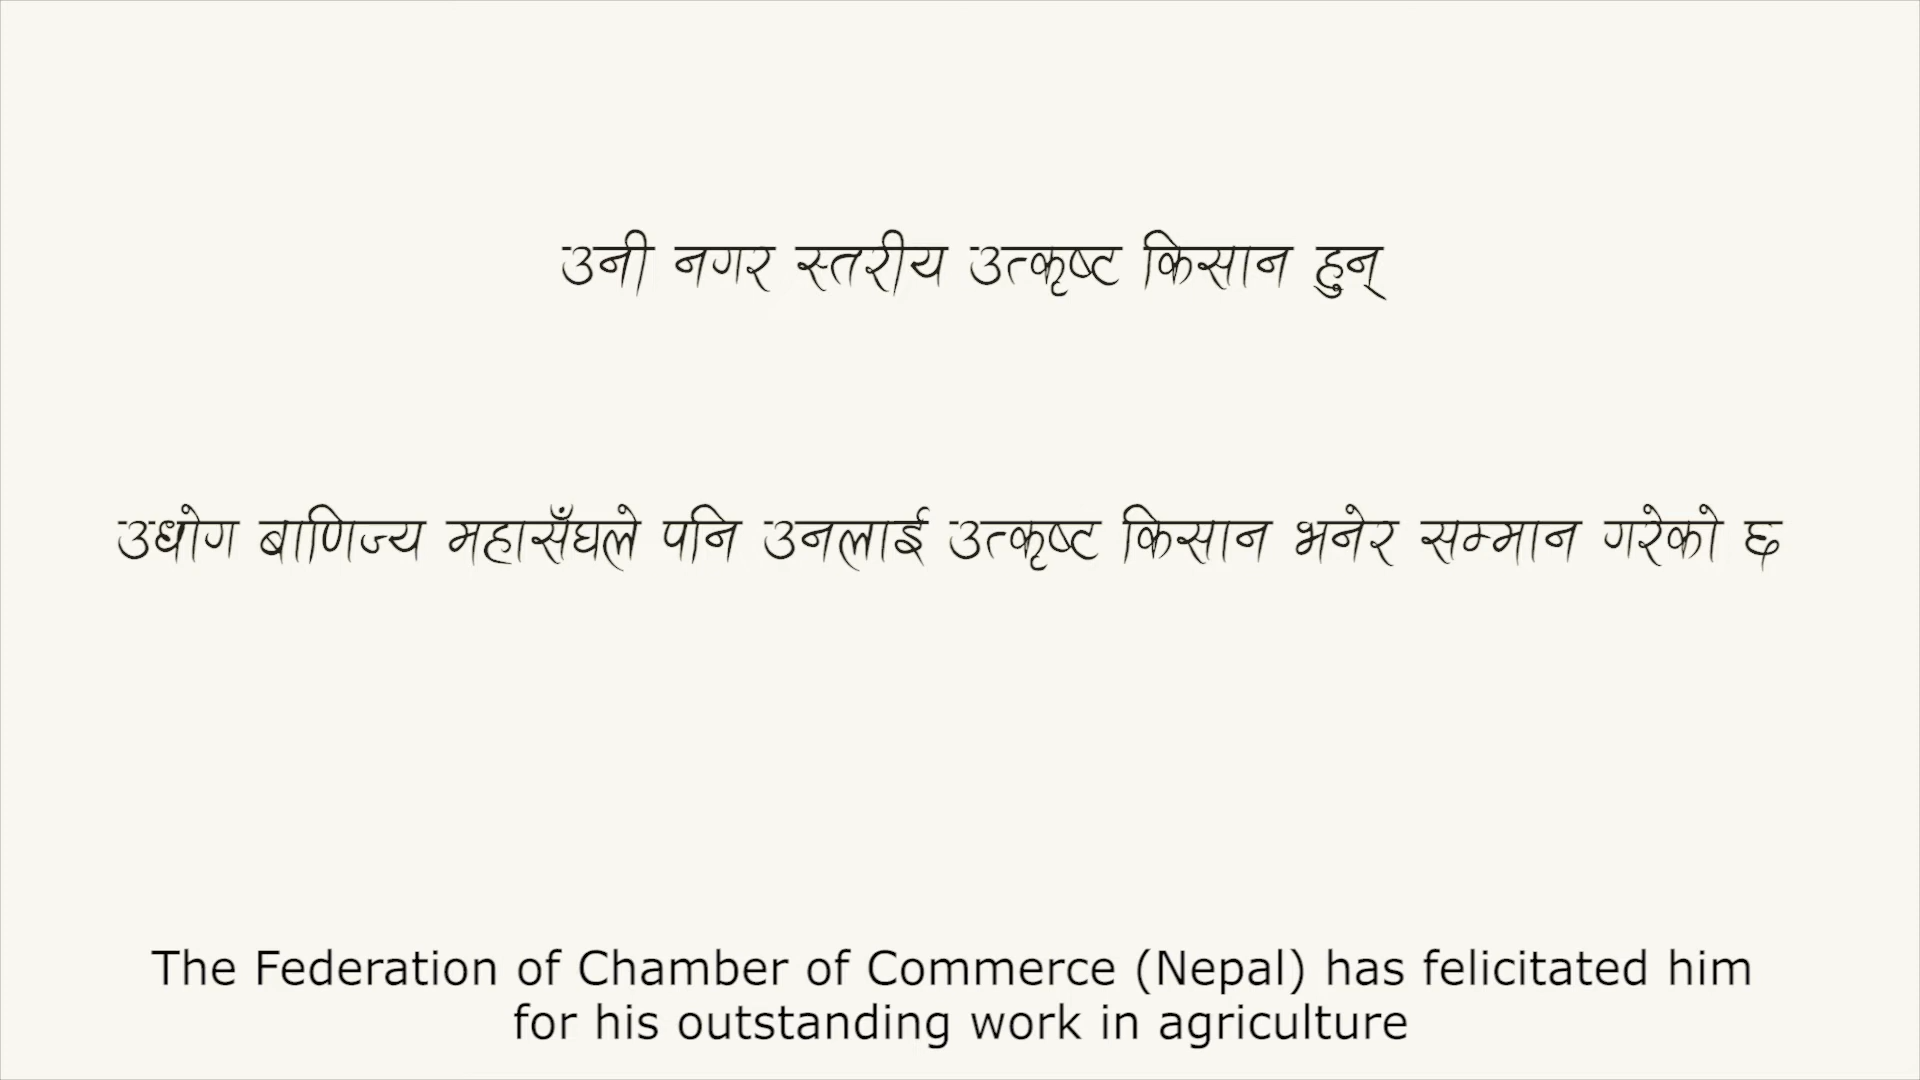 उनी नगर स्तरीय उत्कृष्ट किसान हुन्
उधोग बाणिज्य महासँघले पनि उनलाई उत्कृष्ट किसान भनेर सम्मान गरेको छ
The Federation of Chamber of Commerce (Nepal) has felicitated him
for his outstanding work in agriculture